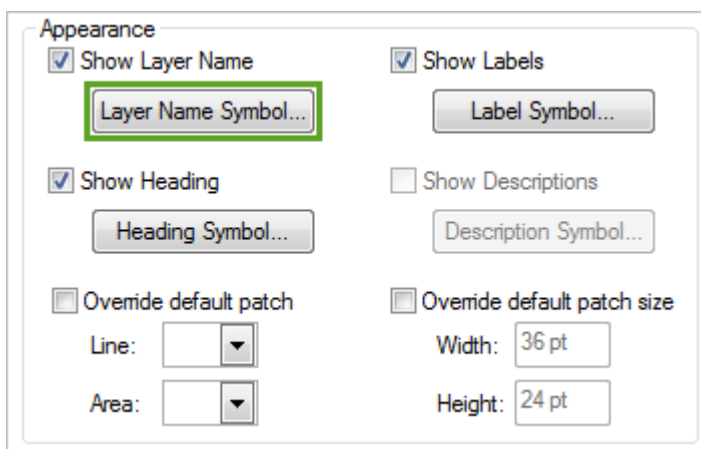 Appearance
Show Layer Name
Show Labels
Layer Name Symbol...
Label Symbol...
Show Heading
Show Descriptions
Heading Symbol...
Description Symbol...
Override default patch
Override default patch size
Line:
Width: 36 pt
Area:
Height: 24 pt